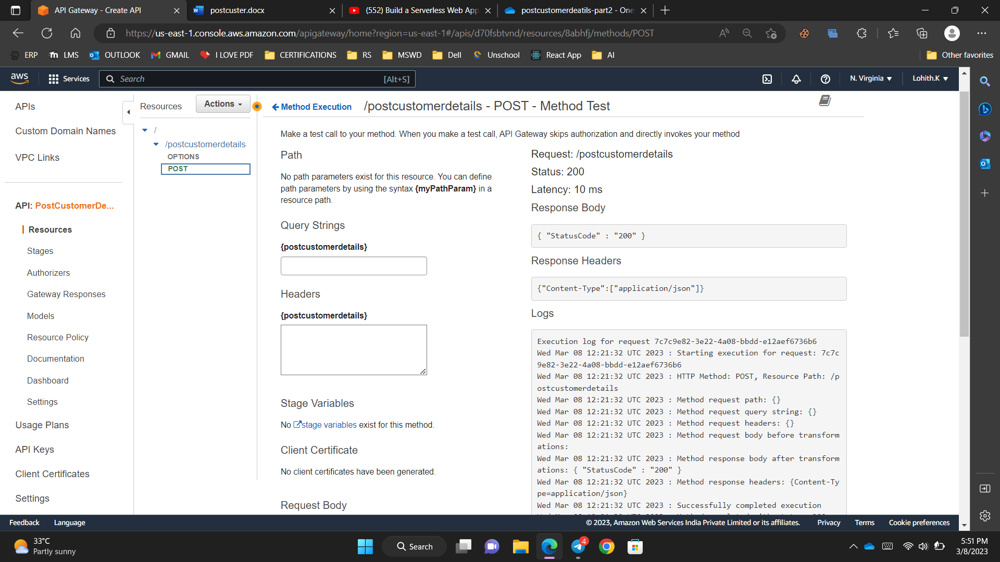 API Gateway - Create API
postcuster.docx
(552) Build a Serverless Web App
postcustomerdeatils-part2 - One
https://us-east-1.console.aws.amazon.com/apigateway/home?region=us-east-1#/apis/d70fsbtvnd/resources/8abhfj/methods/POST
ERP
LMS
OUTLOOK
GMAIL
I LOVE PDF
CERTIFICATIONS
RS
MSWD
Dell
Unschool
React App
AI
Other favorites
aws
Services
Search
[Alt+S]
N. Virginia
Lohith.K
APIs
Custom Domain Names
VPC Links
API: PostCustomerDe...
Resources
Stages
Authorizers
Gateway Responses
Models
Resource Policy
Documentation
Dashboard
Settings
Usage Plans
API Keys
Client Certificates
Settings
Resources
Actions
/
/postcustomerdetails
OPTIONS
POST
Method Execution
/postcustomerdetails - POST - Method Test
Make a test call to your method. When you make a test call, API Gateway skips authorization and directly invokes your method
Path
No path parameters exist for this resource. You can define
path parameters by using the syntax {myPathParam} in a
resource path.
Query Strings
{postcustomerdetails}
Headers
{postcustomerdetails}
Stage Variables
No stage variables exist for this method.
Client Certificate
No client certificates have been generated.
Request Body
Request: /postcustomerdetails
Status: 200
Latency: 10 ms
Response Body
{ "StatusCode" : "200" }
Response Headers
{"Content-Type":["application/json"]}
Logs
Execution log for request 7c7c9e82-3e22-4a08-bbdd-e12aef6736b6
Wed Mar 08 12:21:32 UTC 2023 : Starting execution for request: 7c7c
9e82-3e22-4a08-bbdd-e12aef6736b6
Wed Mar 08 12:21:32 UTC 2023 : HTTP Method: POST, Resource Path: /p
ostcustomerdetails
Wed Mar 08 12:21:32 UTC 2023 : Method request path: {}
Wed Mar 08 12:21:32 UTC 2023 : Method request query string: {}
Wed Mar 08 12:21:32 UTC 2023 : Method request headers: {}
Wed Mar 08 12:21:32 UTC 2023 : Method request body before transform
ations:
Wed Mar 08 12:21:32 UTC 2023 : Method response body after transform
ations: { "StatusCode" : "200" }
Wed Mar 08 12:21:32 UTC 2023 : Method response headers: {Content-Ty
pe=application/json}
Wed Mar 08 12:21:32 UTC 2023 : Successfully completed execution
Feedback
Language
© 2023, Amazon Web Services India Private Limited or its affiliates.
Privacy
Terms
Cookie preferences
33°C
Partly sunny
Search
4
5:51 PM
3/8/2023